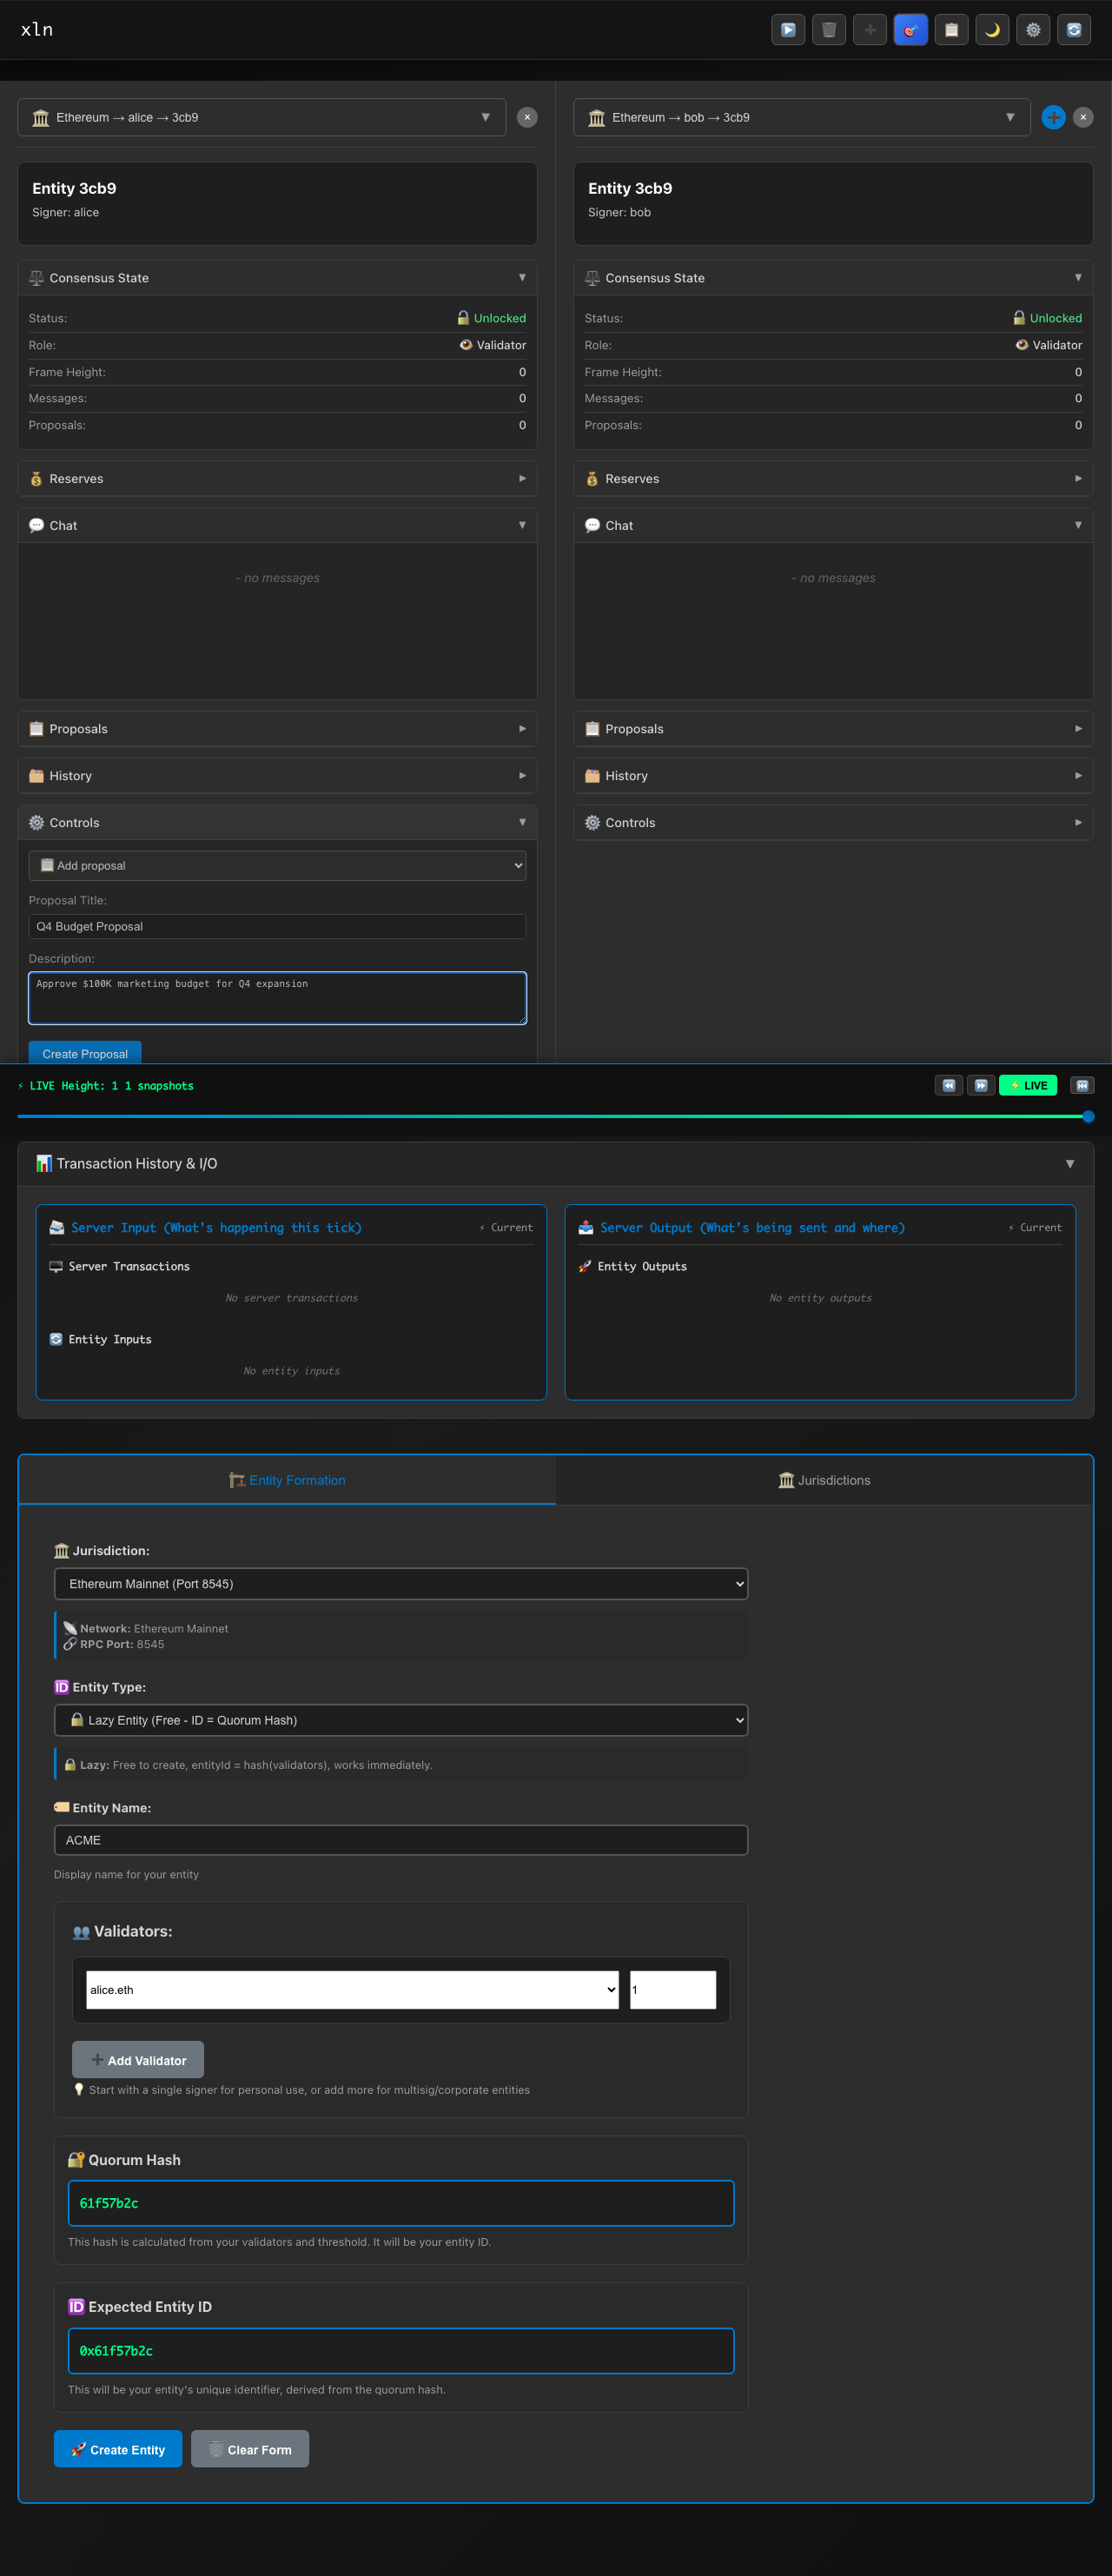 xln
Ethereum → alice → 3cb9
Entity 3cb9
Signer: alice
Consensus State
Status: Unlocked
Role: Validator
Frame Height: 0
Messages: 0
Proposals: 0
Reserves
Chat
- no messages
Proposals
History
Controls
Add proposal
Proposal Title:
Q4 Budget Proposal
Description:
Approve $100K marketing budget for Q4 expansion
Create Proposal
Ethereum → bob → 3cb9
Entity 3cb9
Signer: bob
Consensus State
Status: Unlocked
Role: Validator
Frame Height: 0
Messages: 0
Proposals: 0
Reserves
Chat
- no messages
Proposals
History
Controls
⚡ LIVE Height: 1 1 snapshots
⚡ LIVE
Transaction History & I/O
Server Input (What's happening this tick) ⚡ Current
Server Transactions
No server transactions
Entity Inputs
No entity inputs
Server Output (What's being sent and where) ⚡ Current
Entity Outputs
No entity outputs
Entity Formation
Jurisdictions
Jurisdiction:
Ethereum Mainnet (Port 8545)
Network: Ethereum Mainnet
RPC Port: 8545
🆔 Entity Type:
Lazy Entity (Free - ID = Quorum Hash)
Lazy: Free to create, entityId = hash(validators), works immediately.
Entity Name:
ACME
Display name for your entity
Validators:
alice.eth 1
Add Validator
Start with a single signer for personal use, or add more for multisig/corporate entities
Quorum Hash
61f57b2c
This hash is calculated from your validators and threshold. It will be your entity ID.
🆔 Expected Entity ID
0x61f57b2c
This will be your entity's unique identifier, derived from the quorum hash.
Create Entity
Clear Form